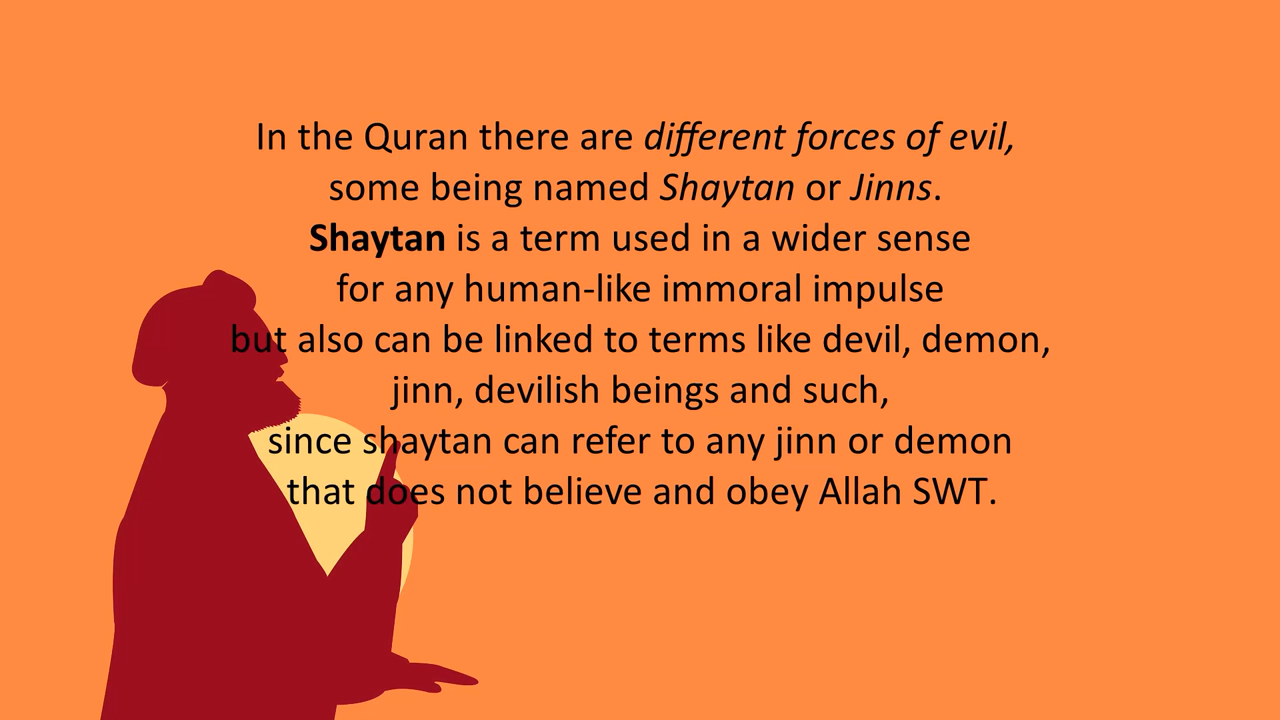 In the Quran there are different forces of evil,
some being named Shaytan or Jinns.
Shaytan is a term used in a wider sense
for any human-like immoral impulse
but also can be linked to terms like devil, demon,
jinn, devilish beings and such,
since shaytan can refer to any jinn or demon
that does not believe and obey Allah SWT.